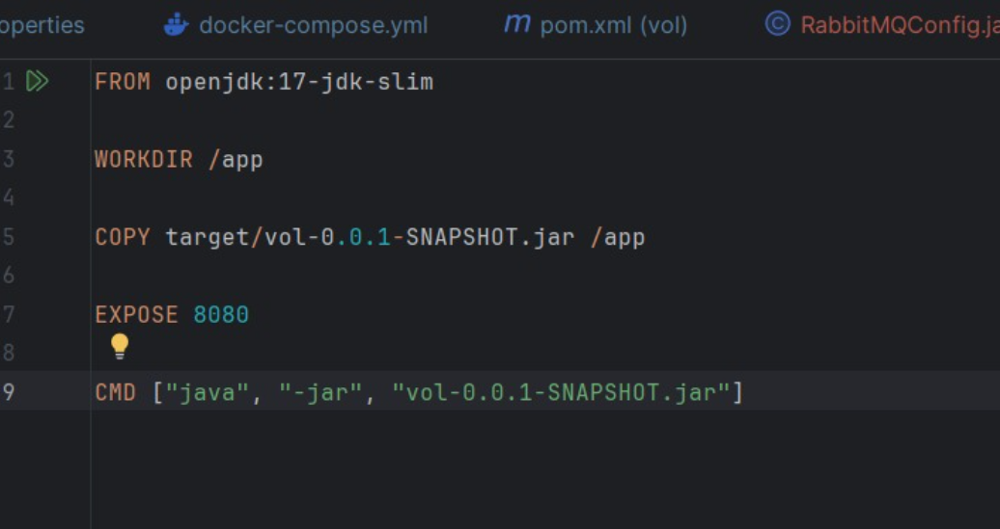 operties docker-compose.yml m pom.xml (vol) © RabbitMQConfig.ja
1 FROM openjdk:17-jdk-slim
2
3 WORKDIR /app
4
5 COPY target/vol-0.0.1-SNAPSHOT.jar /app
6
7 EXPOSE 8080
8
9 CMD ["java", "-jar", "vol-0.0.1-SNAPSHOT.jar"]